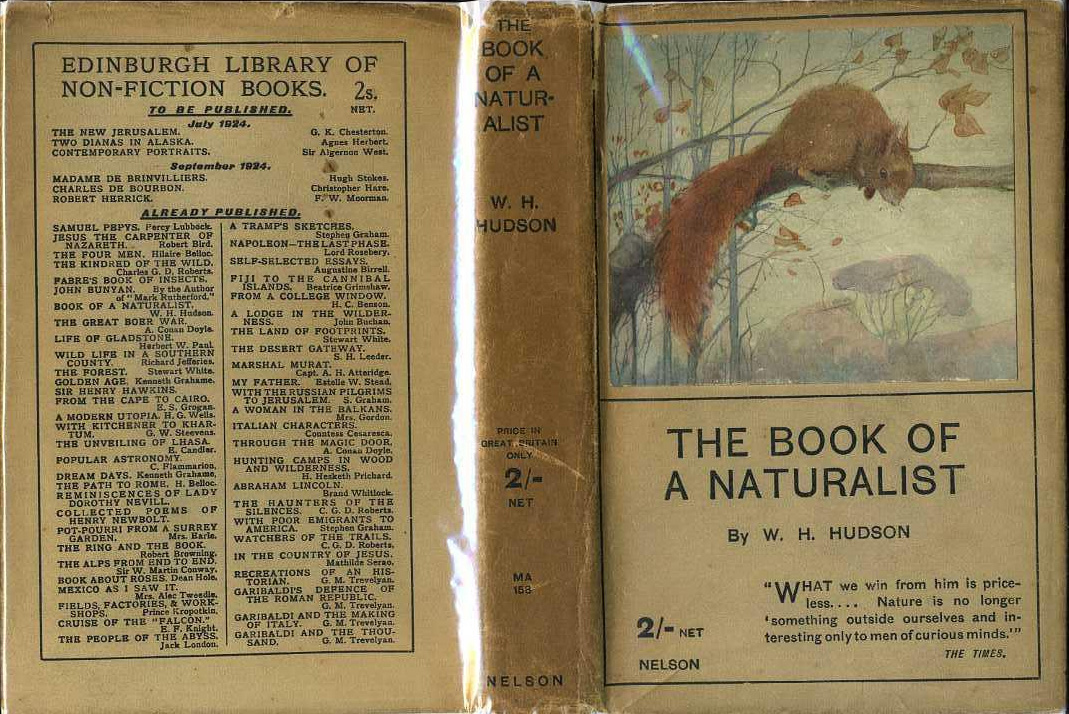 EDINBURGH LIBRARY OF
NON-FICTION BOOKS. 2s.
TO BE PUBLISHED. NET.
July 1924.
THE NEW JERUSALEM. G. K. Chesterton.
TWO DIANAS IN ALASKA. Agnes Herbert.
CONTEMPORARY PORTRAITS. Sir Algernon West.
September 1924.
MADAME DE BRINVILLIERS. Hugh Stokes.
CHARLES DE BOURBON. Christopher Hare.
ROBERT HERRICK. F. W. Moorman.
ALREADY PUBLISHED.
SAMUEL PEPYS. Percy Lubbock.
JESUS THE CARPENTER OF
NAZARETH. Robert Bird.
THE FOUR MEN. Hilaire Belloc.
THE KINDRED OF THE WILD.
Charles G. D. Roberts.
FABRE'S BOOK OF INSECTS.
JOHN BUNYAN. By the Author
of "Mark Rutherford."
BOOK OF A NATURALIST.
W. H. Hudson.
THE GREAT BOER WAR.
A. Conan Doyle.
LIFE OF GLADSTONE.
Herbert W. Paul.
WILD LIFE IN A SOUTHERN
COUNTY. Richard Jefferies.
THE FOREST. Stewart White.
GOLDEN AGE. Kenneth Grahame.
SIR HENRY HAWKINS.
FROM THE CAPE TO CAIRO.
E. S. Grogan.
A MODERN UTOPIA. H. G. Wells.
WITH KITCHENER TO KHAR-
TUM. G. W. Steevens.
THE UNVEILING OF LHASA.
E. Candler.
POPULAR ASTRONOMY.
C. Flammarion.
DREAM DAYS. Kenneth Grahame.
THE PATH TO ROME. H. Belloc.
REMINISCENCES OF LADY
DOROTHY NEVILL.
COLLECTED POEMS OF
HENRY NEWBOLT.
POT-POURRI FROM A SURREY
GARDEN. Mrs. Earle.
THE RING AND THE BOOK.
Robert Browning.
THE ALPS FROM END TO END.
Sir W. Martin Conway.
BOOK ABOUT ROSES. Dean Hole.
MEXICO AS I SAW IT.
Mrs. Alec Tweedie.
FIELDS, FACTORIES, & WORK-
SHOPS. Prince Kropotkin.
CRUISE OF THE "FALCON."
E. F. Knight.
THE PEOPLE OF THE ABYSS.
Jack London.
A TRAMP'S SKETCHES.
Stephen Graham.
NAPOLEON—THE LAST PHASE.
Lord Rosebery.
SELF-SELECTED ESSAYS.
Augustine Birrell.
FIJI TO THE CANNIBAL
ISLANDS. Beatrice Grimshaw.
FROM A COLLEGE WINDOW.
H. C. Benson.
A LODGE IN THE WILDER-
NESS. John Buchan.
THE LAND OF FOOTPRINTS.
Stewart White.
THE DESERT GATEWAY.
S. H. Leeder.
MARSHAL MURAT.
Capt. A. H. Atteridge.
MY FATHER. Estelle W. Stead.
WITH THE RUSSIAN PILGRIMS
TO JERUSALEM. S. Graham.
A WOMAN IN THE BALKANS.
Mrs. Gordon.
ITALIAN CHARACTERS.
Countess Cesaresco.
THROUGH THE MAGIC DOOR.
A. Conan Doyle.
HUNTING CAMPS IN WOOD
AND WILDERNESS.
H. Hesketh Prichard.
ABRAHAM LINCOLN.
Brand Whitlock.
THE HAUNTERS OF THE
SILENCES. C. G. D. Roberts.
WITH POOR EMIGRANTS TO
AMERICA. Stephen Graham.
WATCHERS OF THE TRAILS.
C. G. D. Roberts.
IN THE COUNTRY OF JESUS.
Mathilde Serao.
RECREATIONS OF AN HIS-
TORIAN. G. M. Trevelyan.
GARIBALDI'S DEFENCE OF
THE ROMAN REPUBLIC.
G. M. Trevelyan.
GARIBALDI AND THE MAKING
OF ITALY. G. M. Trevelyan.
GARIBALDI AND THE THOU-
SAND. G. M. Trevelyan.
THE
BOOK
OF A
NATUR-
ALIST
W. H.
HUDSON
PRICE IN
GREAT BRITAIN
ONLY
2/-
NET
MA
153
NELSON
THE BOOK OF
A NATURALIST
By W. H. HUDSON
"WHAT we win from him is price-
less.... Nature is no longer
'something outside ourselves and in-
teresting only to men of curious minds.'"
THE TIMES.
2/- NET
NELSON